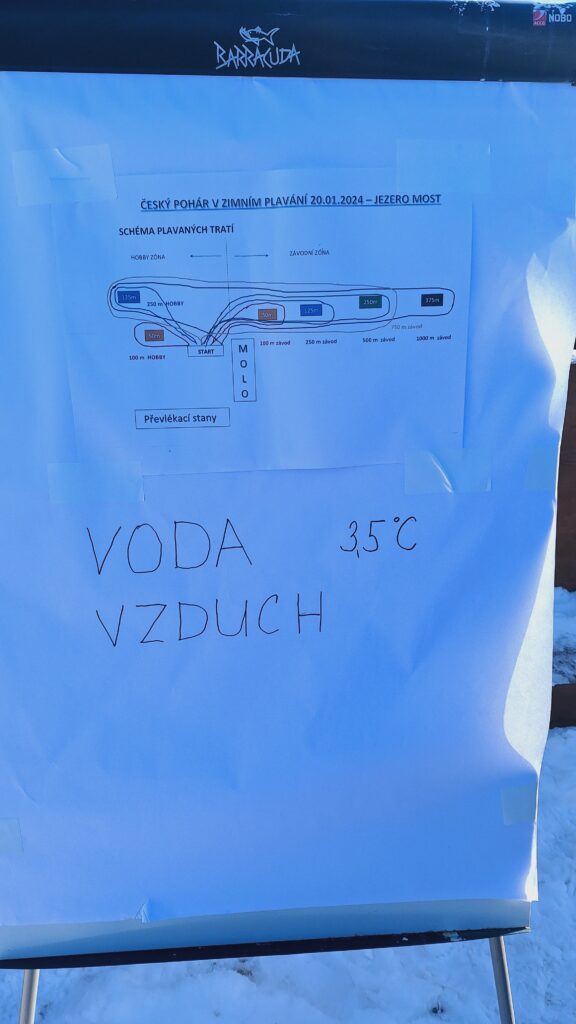 BARRACUDA
ACCO NOBO
ČESKÝ POHÁR V ZIMNÍM PLAVÁNÍ 20.01.2024 – JEZERO MOST
SCHÉMA PLAVANÝCH TRATÍ
HOBBY ZÓNA ZÁVODNÍ ZÓNA
125m 250 m HOBBY 50m 125m 250m 375m
50m 750 m závod
100 m HOBBY START MOLO 100 m závod 250 m závod 500 m závod 1000 m závod
Převlékací stany
VODA 3,5°C
VZDUCH